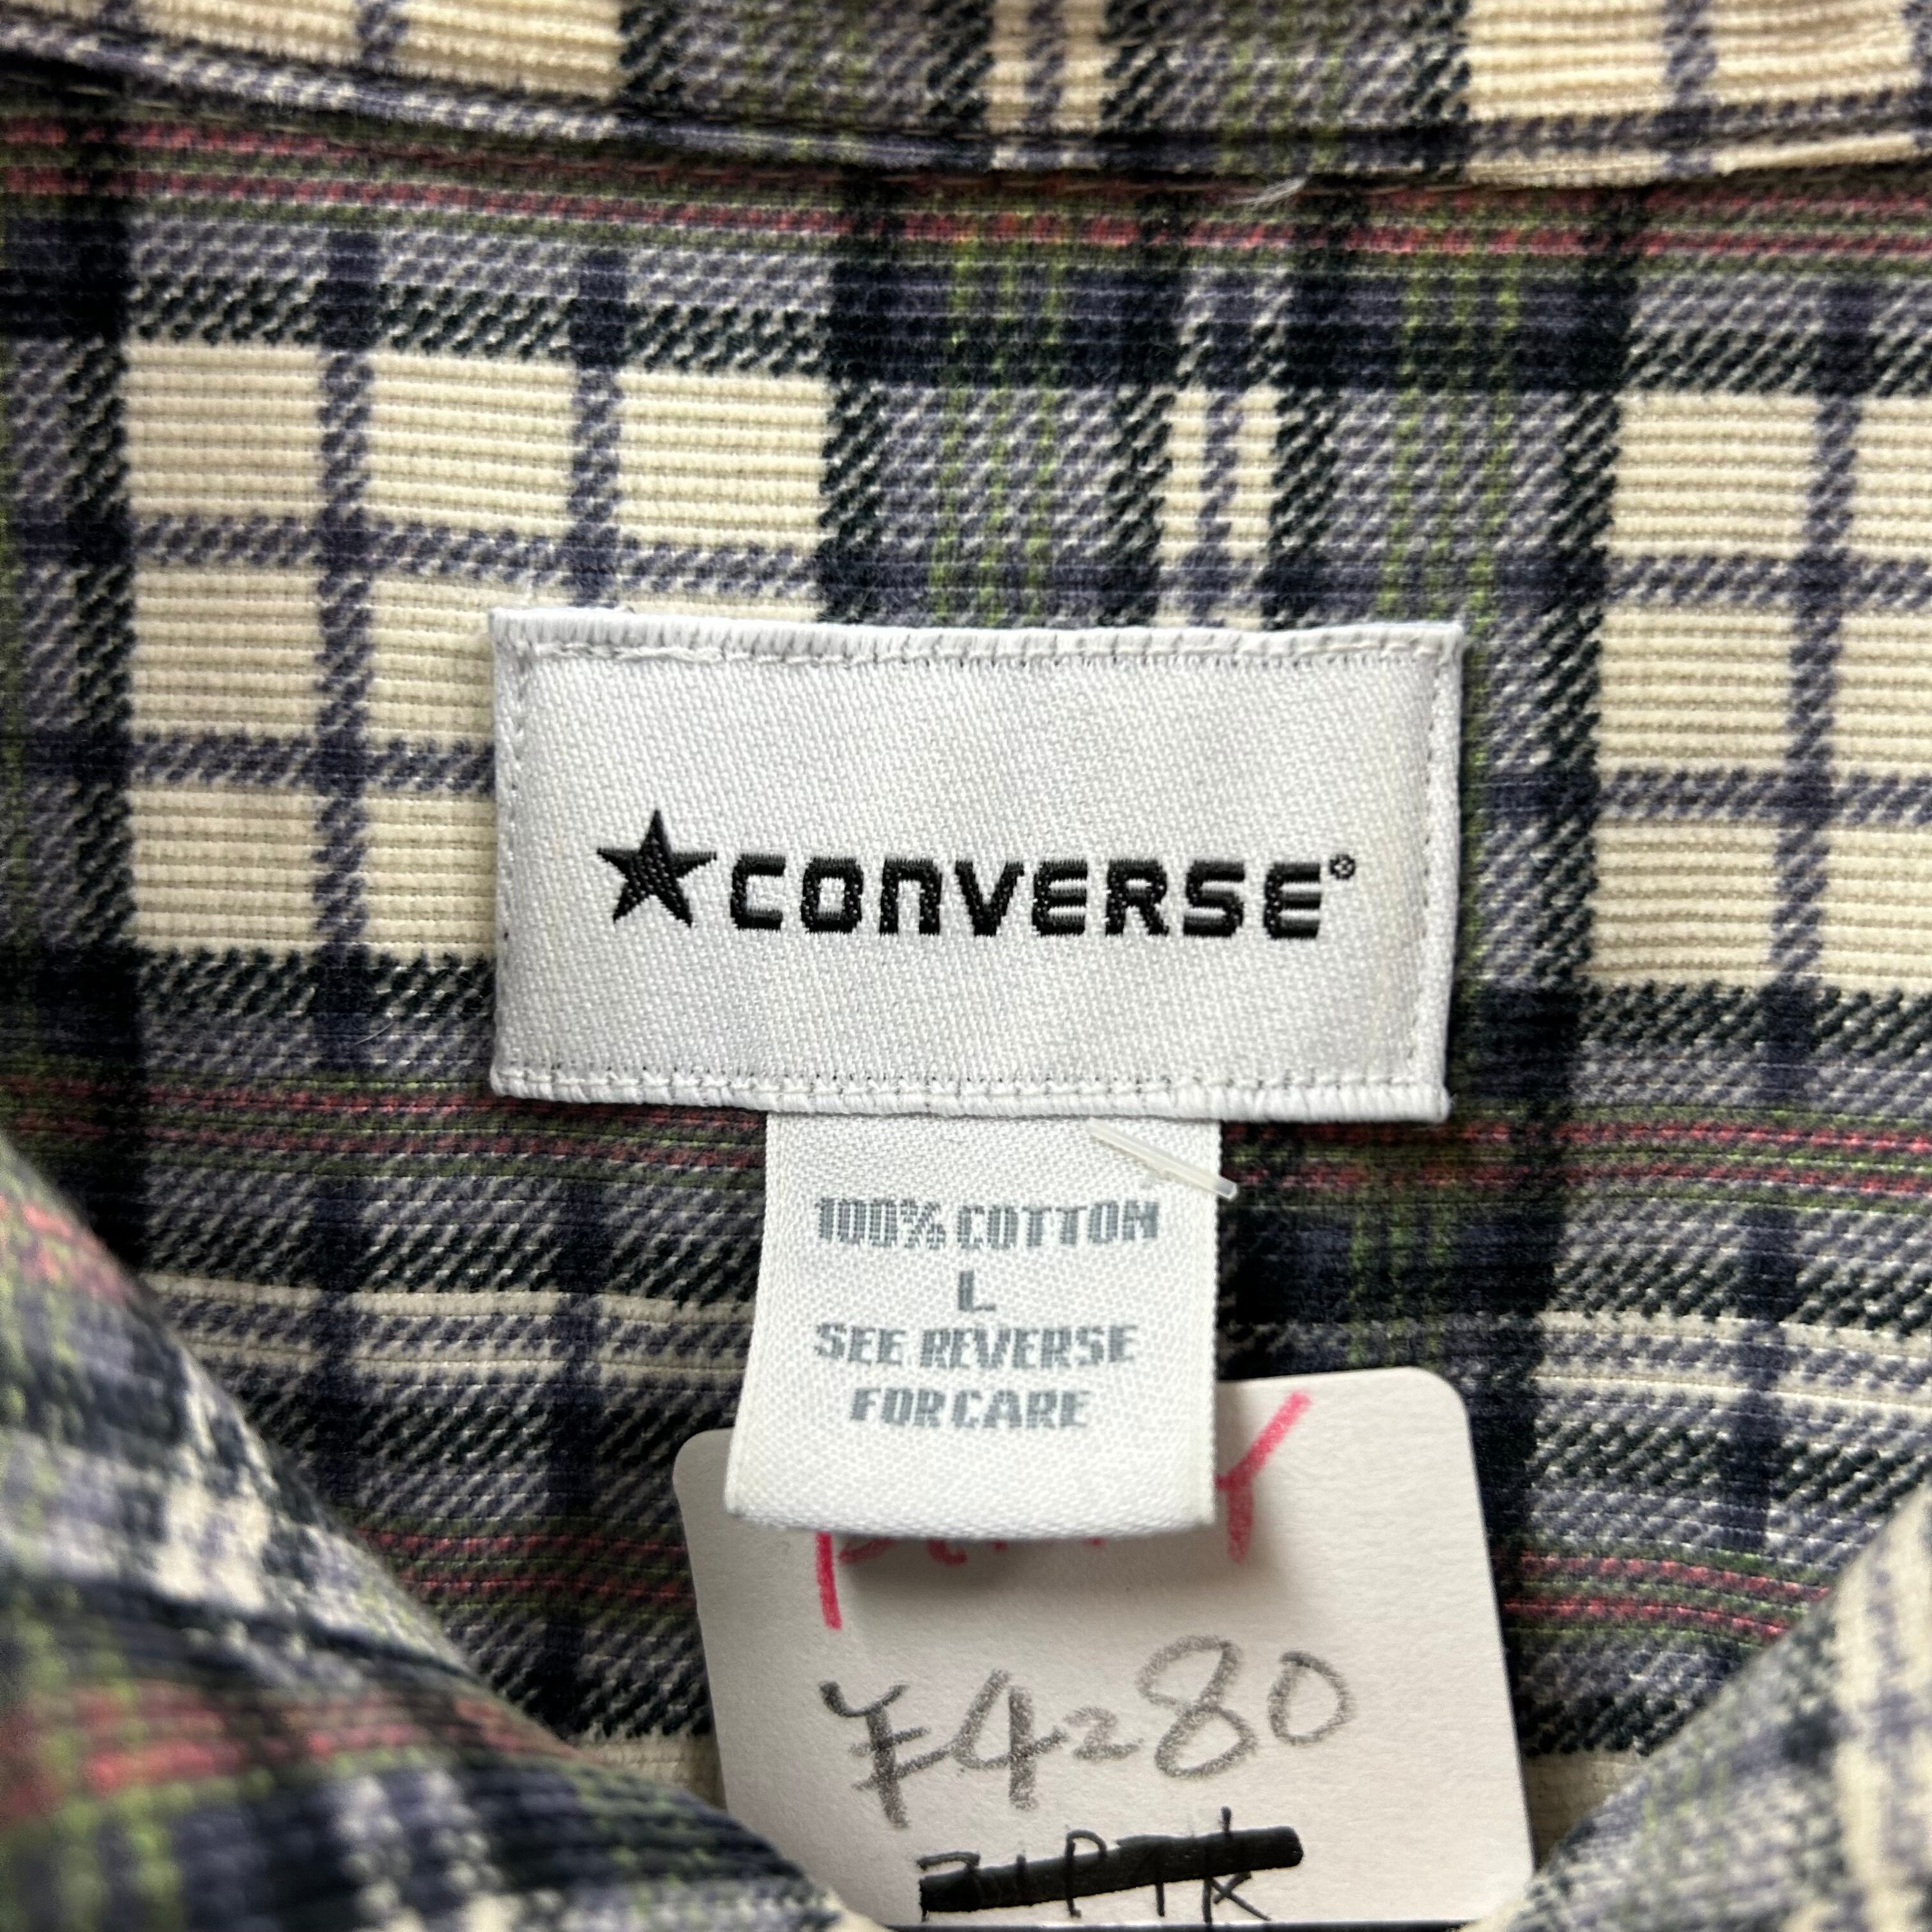 ★CONVERSE®
100% COTTON
L
SEE REVERSE
FOR CARE
¥4280